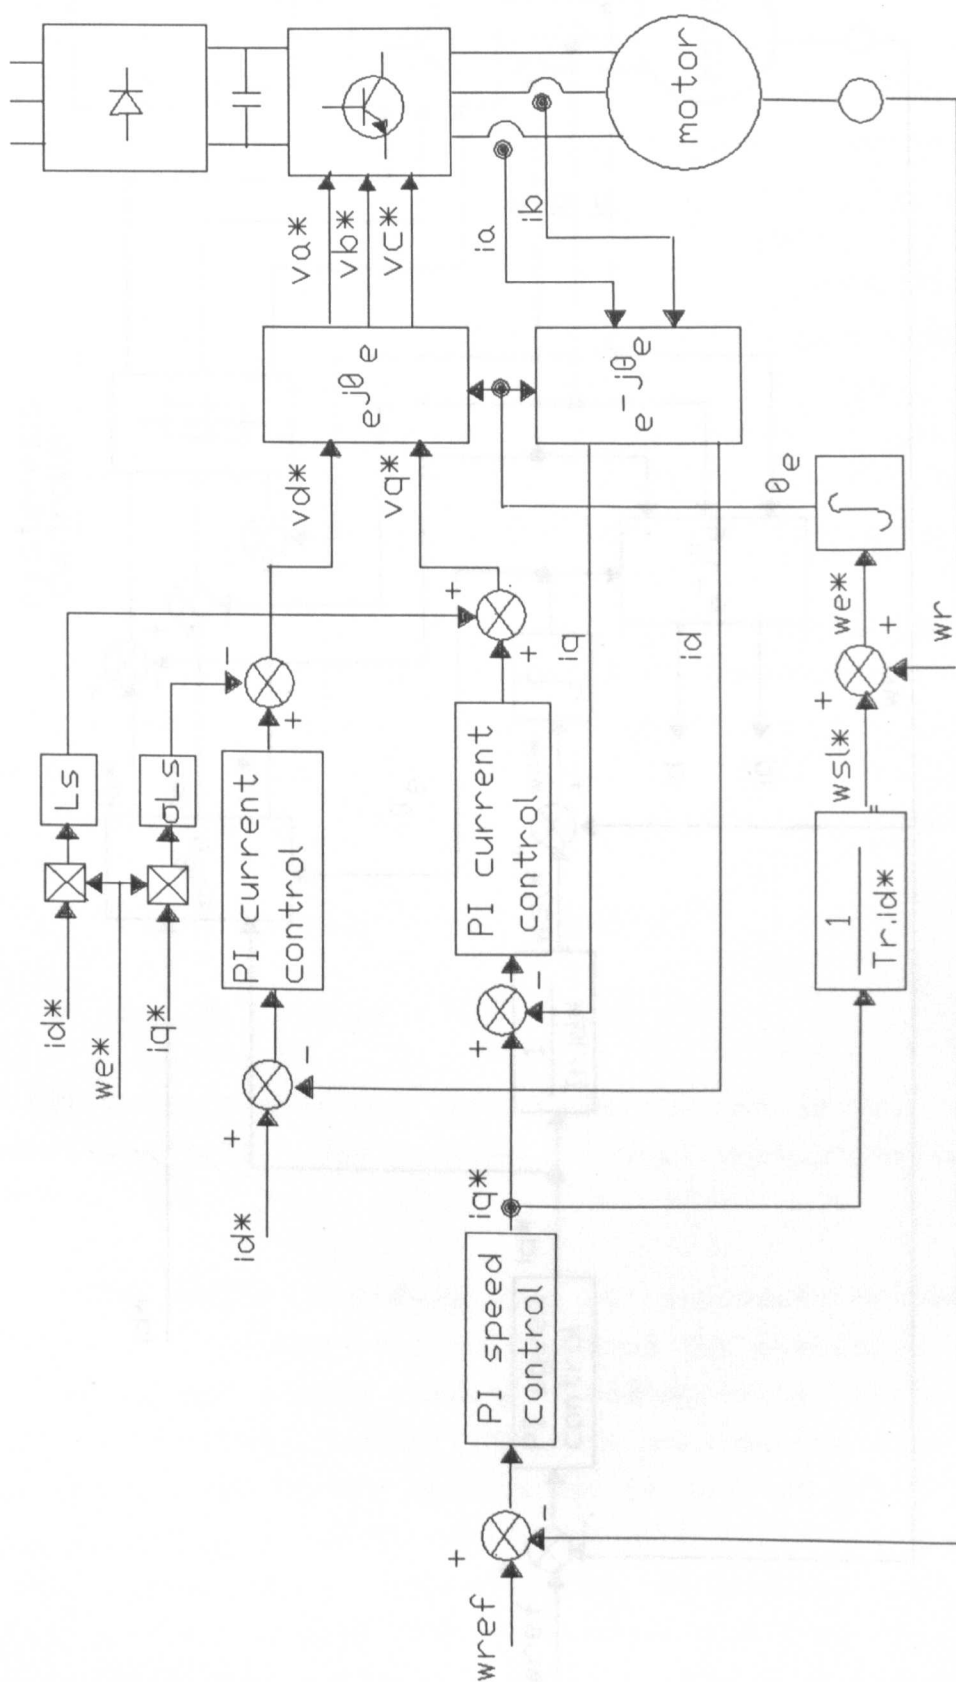 id*
we*
iq*
Ls
σLs
-
+
id*
+
-
PI current
control
+
-
vd*
vq*
e^jθe
va*
vb*
vc*
wref
+
-
PI speed
control
iq*
+
-
PI current
control
+
+
iq
id
e^-jθe
ia
ib
motor
1
Tr.id*
wsl*
+
+
we*
wr
∫
θe